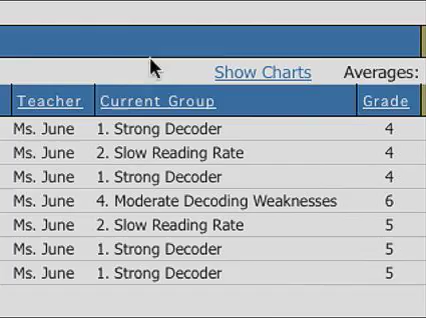 Show Charts Averages:
Teacher Current Group Grade
Ms. June 1. Strong Decoder 4
Ms. June 2. Slow Reading Rate 4
Ms. June 1. Strong Decoder 4
Ms. June 4. Moderate Decoding Weaknesses 6
Ms. June 2. Slow Reading Rate 5
Ms. June 1. Strong Decoder 5
Ms. June 1. Strong Decoder 5